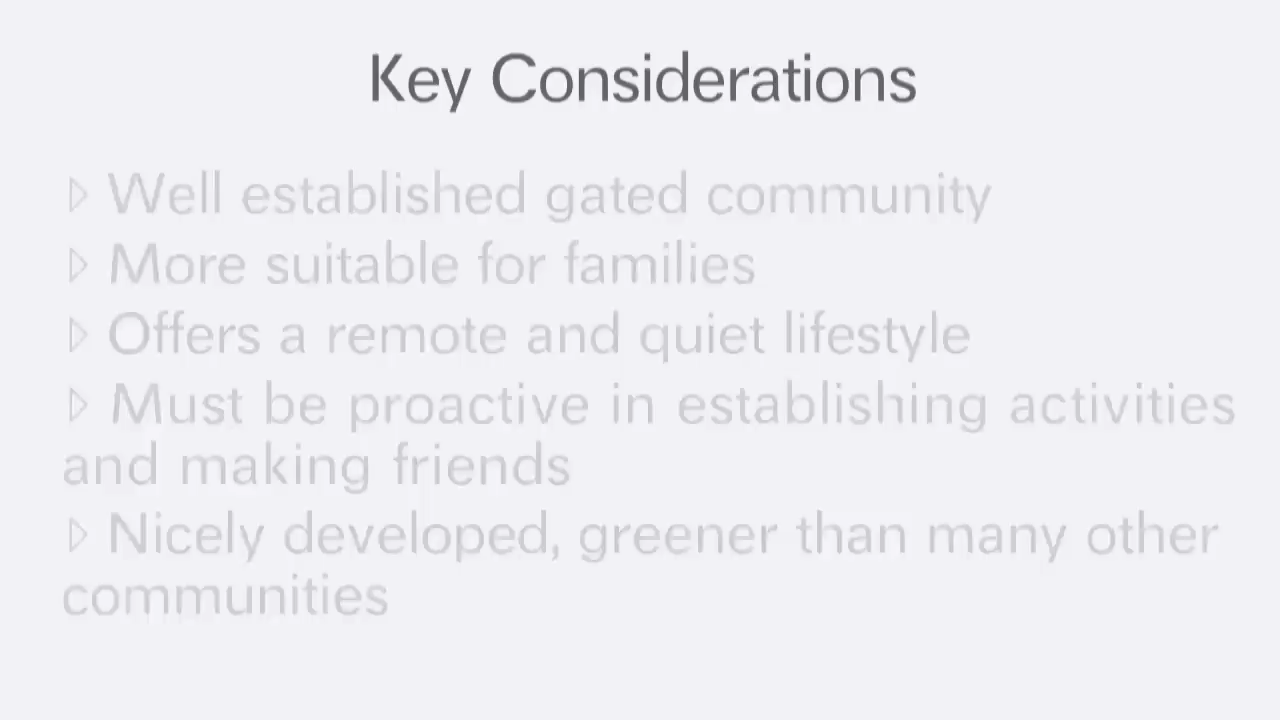 Key Considerations
▷ Well established gated community
▷ More suitable for families
▷ Offers a remote and quiet lifestyle
▷ Must be proactive in establishing activities
and making friends
▷ Nicely developed, greener than many other
communities